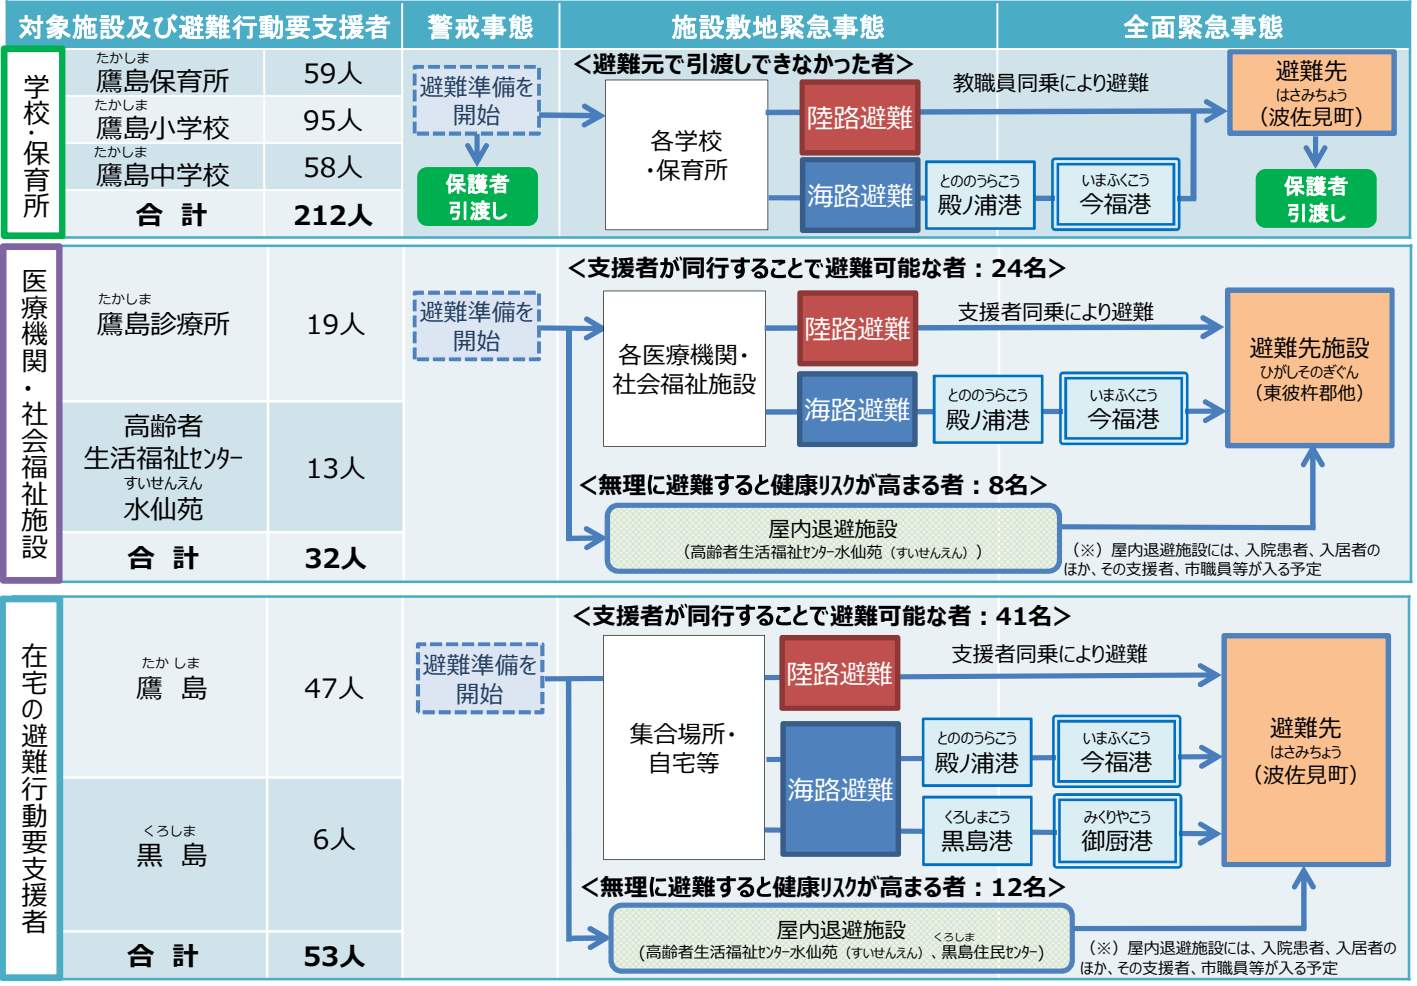 対象施設及び避難行動要支援者
警戒事態
施設敷地緊急事態
全面緊急事態
学校・保育所
たかしま
鷹島保育所
59人
たかしま
鷹島小学校
95人
たかしま
鷹島中学校
58人
合 計
212人
避難準備を
開始
保護者
引渡し
<避難元で引渡しできなかった者>
各学校
・保育所
陸路避難
教職員同乗により避難
海路避難
とののうらこう
殿ノ浦港
いまふくこう
今福港
避難先
はさみちょう
(波佐見町)
保護者
引渡し
医療機関・社会福祉施設
たかしま
鷹島診療所
19人
高齢者
生活福祉センター
すいせんえん
水仙苑
13人
合 計
32人
避難準備を
開始
<支援者が同行することで避難可能な者:24名>
各医療機関・
社会福祉施設
陸路避難
支援者同乗により避難
海路避難
とののうらこう
殿ノ浦港
いまふくこう
今福港
避難先施設
ひがしそのぎぐん
(東彼杵郡他)
<無理に避難すると健康リスクが高まる者:8名>
屋内退避施設
(高齢者生活福祉センター水仙苑(すいせんえん))
(※)屋内退避施設には、入院患者、入居者の
ほか、その支援者、市職員等が入る予定
在宅の避難行動要支援者
たか しま
鷹 島
47人
くろしま
黒 島
6人
合 計
53人
避難準備を
開始
<支援者が同行することで避難可能な者:41名>
集合場所・
自宅等
陸路避難
支援者同乗により避難
海路避難
とののうらこう
殿ノ浦港
いまふくこう
今福港
くろしまこう
黒島港
みくりやこう
御厨港
避難先
はさみちょう
(波佐見町)
<無理に避難すると健康リスクが高まる者:12名>
屋内退避施設
くろしま
(高齢者生活福祉センター水仙苑(すいせんえん)、黒島住民センター)
(※)屋内退避施設には、入院患者、入居者の
ほか、その支援者、市職員等が入る予定